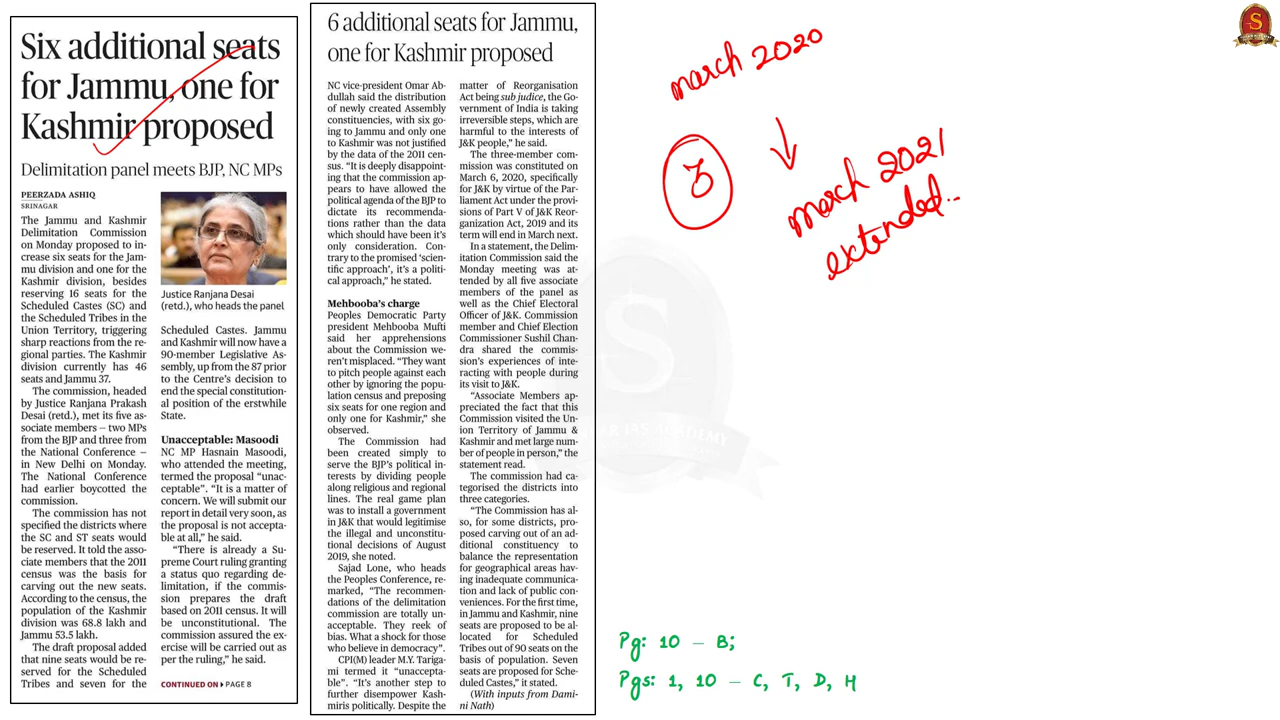 Six additional seats
for Jammu, one for
Kashmir proposed
Delimitation panel meets BJP, NC MPs
PEERZADA ASHIQ
SRINAGAR
The Jammu and Kashmir
Delimitation Commission
on Monday proposed to in-
crease six seats for the Jam-
mu division and one for the
Kashmir division, besides
reserving 16 seats for the
Scheduled Castes (SC) and
the Scheduled Tribes in the
Union Territory, triggering
sharp reactions from the re-
gional parties. The Kashmir
division currently has 46
seats and Jammu 37.
The commission, headed
by Justice Ranjana Prakash
Desai (retd.), met its five as-
sociate members — two MPs
from the BJP and three from
the National Conference —
in New Delhi on Monday.
The National Conference
had earlier boycotted the
commission.
The commission has not
specified the districts where
the SC and ST seats would
be reserved. It told the asso-
ciate members that the 2011
census was the basis for
carving out the new seats.
According to the census, the
population of the Kashmir
division was 68.8 lakh and
Jammu 53.5 lakh.
The draft proposal added
that nine seats would be re-
served for the Scheduled
Tribes and seven for the
Justice Ranjana Desai
(retd.), who heads the panel
Scheduled Castes. Jammu
and Kashmir will now have a
90-member Legislative As-
sembly, up from the 87 prior
to the Centre's decision to
end the special constitution-
al position of the erstwhile
State.
Unacceptable: Masoodi
NC MP Hasnain Masoodi,
who attended the meeting,
termed the proposal "unac-
ceptable". "It is a matter of
concern. We will submit our
report in detail very soon, as
the proposal is not accepta-
ble at all," he said.
"There is already a Su-
preme Court ruling granting
a status quo regarding de-
limitation, if the commis-
sion prepares the draft
based on 2011 census. It will
be unconstitutional. The
commission assured the ex-
ercise will be carried out as
per the ruling," he said.
CONTINUED ON ▸ PAGE 8
6 additional seats for Jammu,
one for Kashmir proposed
NC vice-president Omar Ab-
dullah said the distribution
of newly created Assembly
constituencies, with six go-
ing to Jammu and only one
to Kashmir was not justified
by the data of the 2011 cen-
sus. "It is deeply disappoint-
ing that the commission ap-
pears to have allowed the
political agenda of the BJP to
dictate its recommenda-
tions rather than the data
which should have been it's
only consideration. Con-
trary to the promised 'scien-
tific approach', it's a politi-
cal approach," he stated.
Mehbooba's charge
Peoples Democratic Party
president Mehbooba Mufti
said her apprehensions
about the Commission we-
ren't misplaced. "They want
to pitch people against each
other by ignoring the popu-
lation census and preposing
six seats for one region and
only one for Kashmir," she
observed.
The Commission had
been created simply to
serve the BJP's political in-
terests by dividing people
along religious and regional
lines. The real game plan
was to install a government
in J&K that would legitimise
the illegal and unconstitu-
tional decisions of August
2019, she noted.
Sajad Lone, who heads
the Peoples Conference, re-
marked, "The recommen-
dations of the delimitation
commission are totally un-
acceptable. They reek of
bias. What a shock for those
who believe in democracy".
CPI(M) leader M.Y. Tariga-
mi termed it "unaccepta-
ble". "It's another step to
further disempower Kash-
miris politically. Despite the
matter of Reorganisation
Act being sub judice, the Go-
vernment of India is taking
irreversible steps, which are
harmful to the interests of
J&K people," he said.
The three-member com-
mission was constituted on
March 6, 2020, specifically
for J&K by virtue of the Par-
liament Act under the provi-
sions of Part V of J&K Reor-
ganization Act, 2019 and its
term will end in March next.
In a statement, the Delim-
itation Commission said the
Monday meeting was at-
tended by all five associate
members of the panel as
well as the Chief Electoral
Officer of J&K. Commission
member and Chief Election
Commissioner Sushil Chan-
dra shared the commis-
sion's experiences of inte-
racting with people during
its visit to J&K.
"Associate Members ap-
preciated the fact that this
Commission visited the Un-
ion Territory of Jammu &
Kashmir and met large num-
ber of people in person," the
statement read.
The commission had ca-
tegorised the districts into
three categories.
"The Commission has al-
so, for some districts, pro-
posed carving out of an ad-
ditional constituency to
balance the representation
for geographical areas hav-
ing inadequate communica-
tion and lack of public con-
veniences. For the first time,
in Jammu and Kashmir, nine
seats are proposed to be al-
located for Scheduled
Tribes out of 90 seats on the
basis of population. Seven
seats are proposed for Sche-
duled Castes," it stated.
(With inputs from Dami-
ni Nath)
march 2020
3
march 2021
extended..
Pg: 10 – B;
Pgs: 1, 10 – C, T, D, H